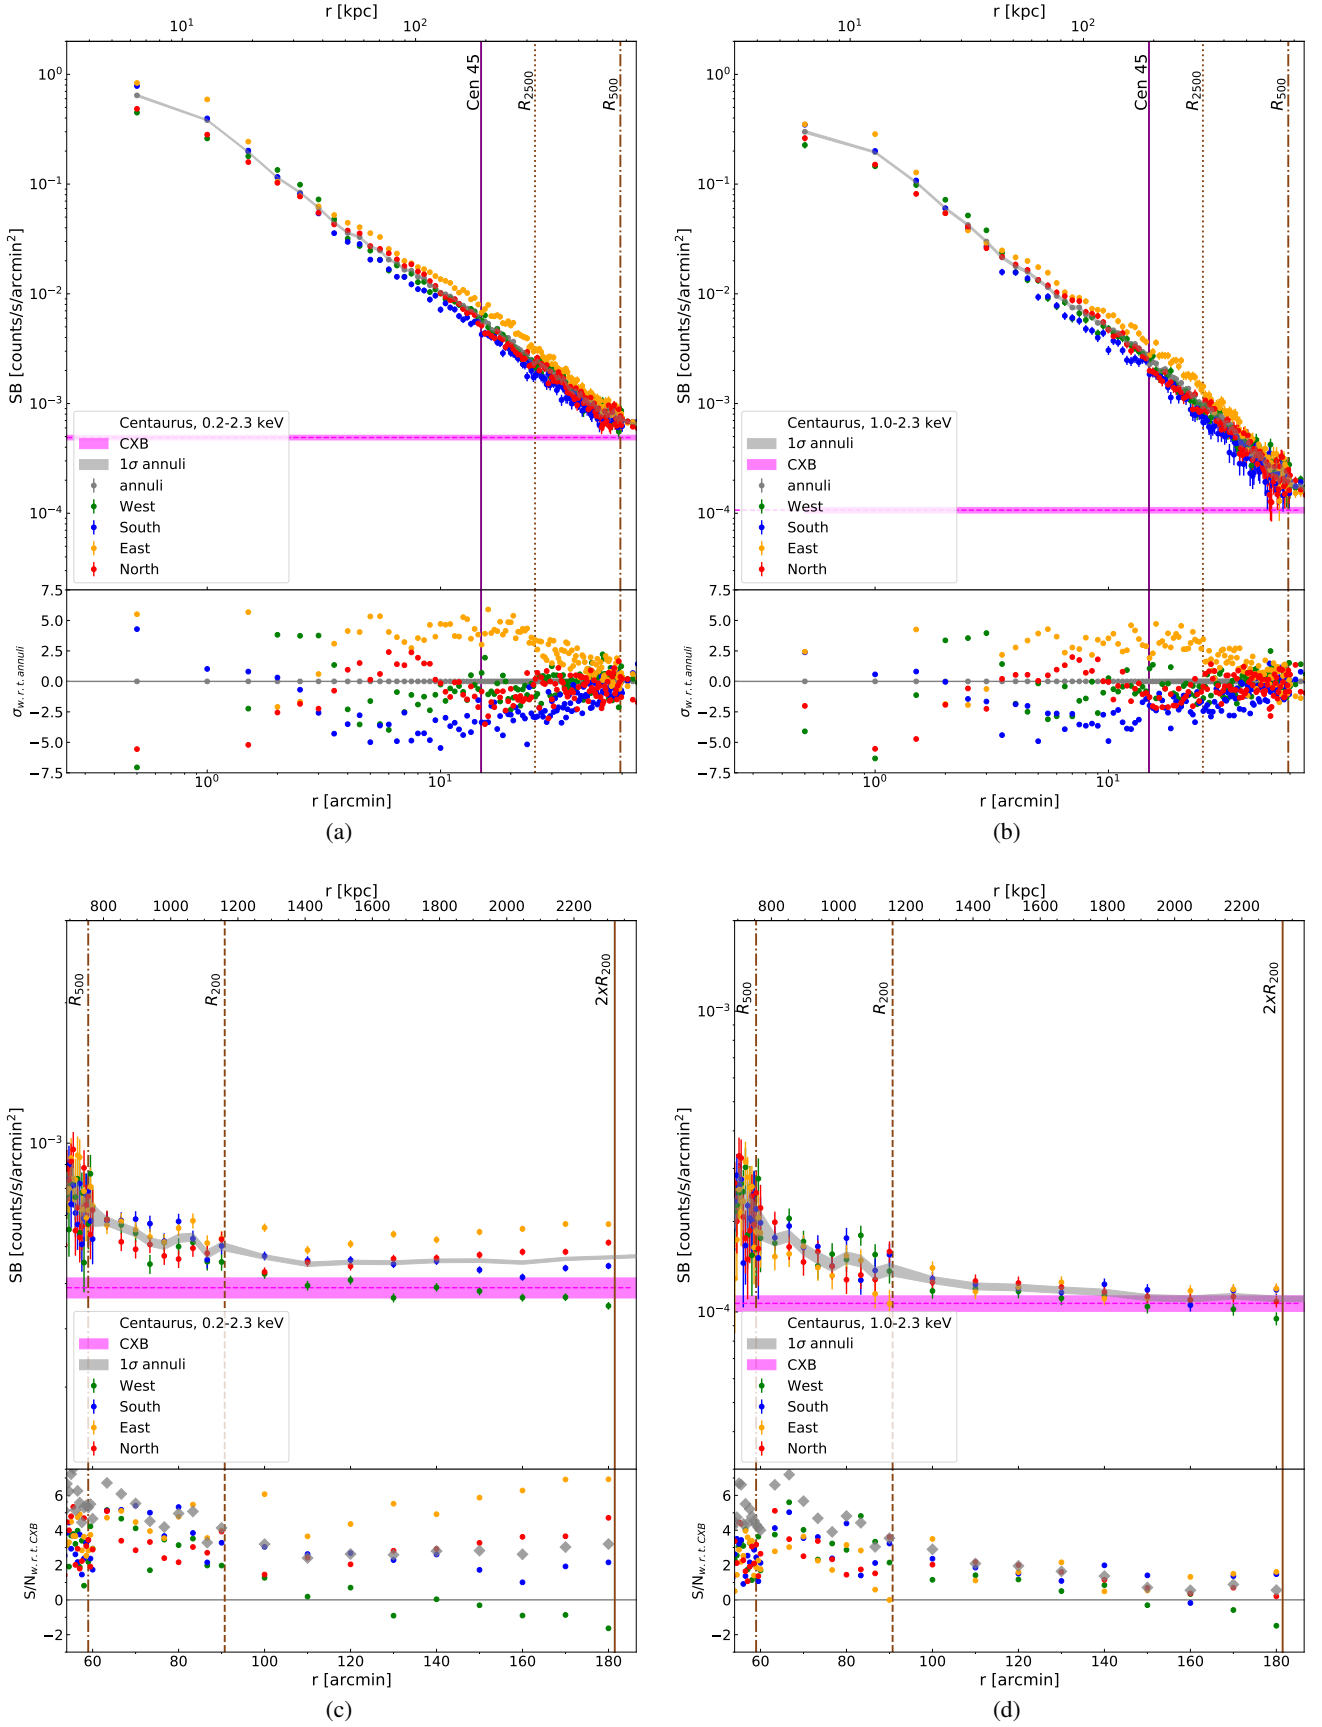 r [kpc]
10¹ 10²
10⁰
10⁻¹
10⁻²
10⁻³
10⁻⁴
SB [counts/s/arcmin²]
Cen 45
R₂₅₀₀
R₅₀₀
Centaurus, 0.2-2.3 keV
CXB
1σ annuli
annuli
West
South
East
North
7.5
5.0
2.5
0.0
−2.5
−5.0
−7.5
σw.r.t.annuli
10⁰ 10¹
r [arcmin]
(a)
r [kpc]
10¹ 10²
10⁰
10⁻¹
10⁻²
10⁻³
10⁻⁴
SB [counts/s/arcmin²]
Cen 45
R₂₅₀₀
R₅₀₀
Centaurus, 1.0-2.3 keV
1σ annuli
CXB
annuli
West
South
East
North
7.5
5.0
2.5
0.0
−2.5
−5.0
−7.5
σw.r.t.annuli
10⁰ 10¹
r [arcmin]
(b)
r [kpc]
800 1000 1200 1400 1600 1800 2000 2200
10⁻³
SB [counts/s/arcmin²]
R₅₀₀
R₂₀₀
2xR₂₀₀
Centaurus, 0.2-2.3 keV
CXB
1σ annuli
West
South
East
North
6
4
2
0
−2
S/Nw.r.t.CXB
60 80 100 120 140 160 180
r [arcmin]
(c)
r [kpc]
800 1000 1200 1400 1600 1800 2000 2200
10⁻³
10⁻⁴
SB [counts/s/arcmin²]
R₅₀₀
R₂₀₀
2xR₂₀₀
Centaurus, 1.0-2.3 keV
1σ annuli
CXB
West
South
East
North
6
4
2
0
−2
S/Nw.r.t.CXB
60 80 100 120 140 160 180
r [arcmin]
(d)